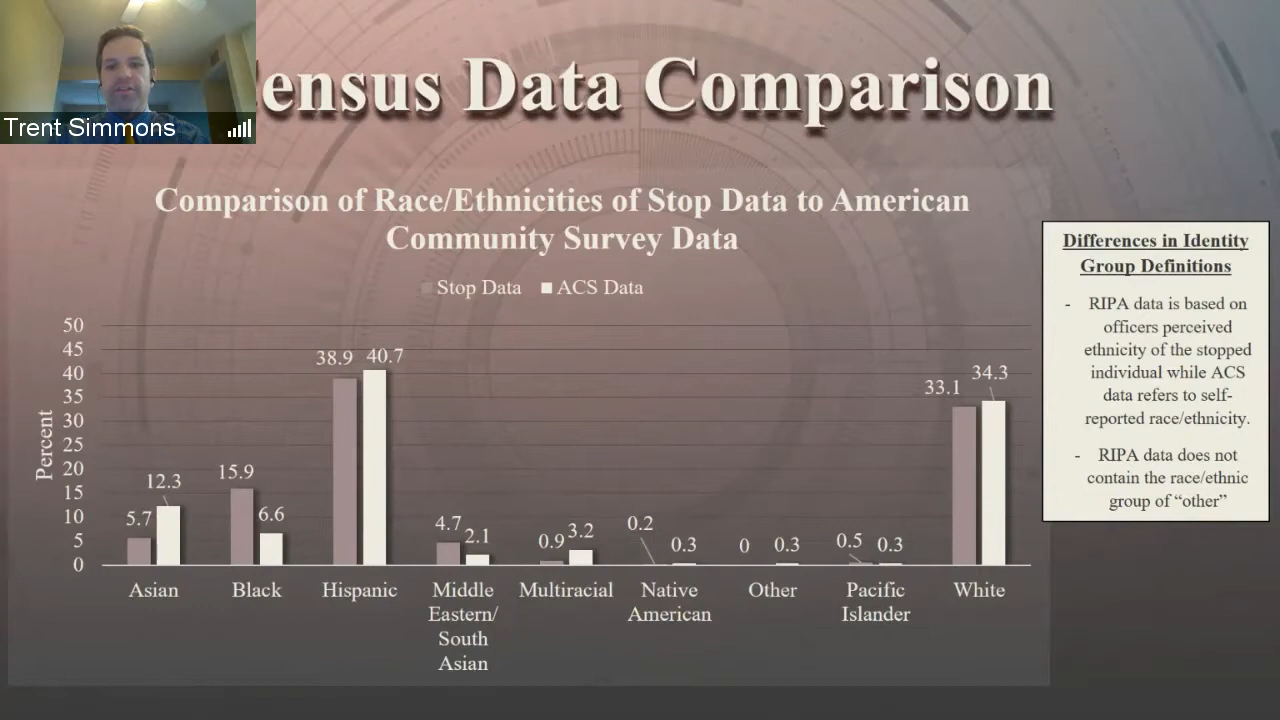 Trent Simmons
ensus Data Comparison
Comparison of Race/Ethnicities of Stop Data to American
Community Survey Data
Stop Data ACS Data
Percent
50
45
40
35
30
25
20
15
10
5
0
5.7 12.3
15.9 6.6
38.9 40.7
4.7 2.1
0.9 3.2
0.2 0.3
0 0.3
0.5 0.3
33.1 34.3
Asian
Black
Hispanic
Middle
Eastern/
South
Asian
Multiracial
Native
American
Other
Pacific
Islander
White
Differences in Identity
Group Definitions
- RIPA data is based on
officers perceived
ethnicity of the stopped
individual while ACS
data refers to self-
reported race/ethnicity.
- RIPA data does not
contain the race/ethnic
group of “other”